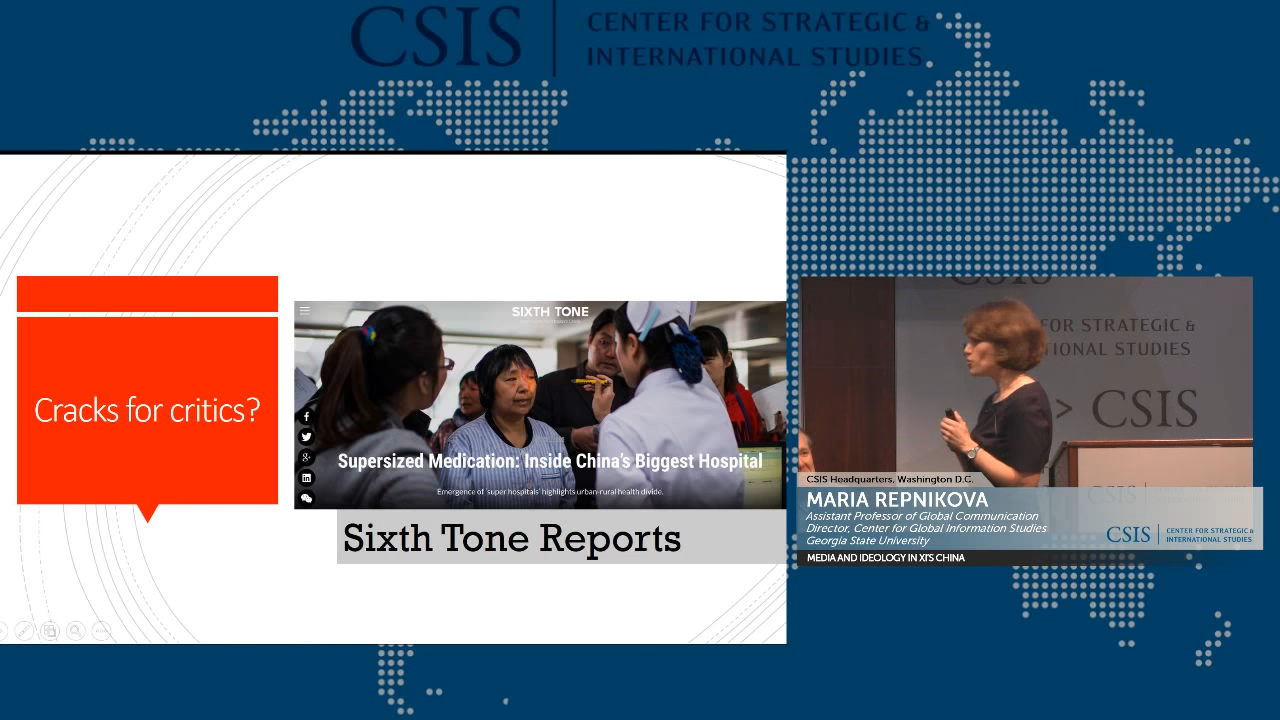 CSIS
CENTER FOR STRATEGIC &
INTERNATIONAL STUDIES
Cracks for critics?
SIXTH TONE
Supersized Medication: Inside China's Biggest Hospital
Emergence of 'super hospitals' highlights urban-rural health divide.
Sixth Tone Reports
FOR STRATEGIC &
TIONAL STUDIES
> CSIS
CSIS Headquarters, Washington D.C.
MARIA REPNIKOVA
Assistant Professor of Global Communication
Director, Center for Global Information Studies
Georgia State University
CSIS
CENTER FOR STRATEGIC &
INTERNATIONAL STUDIES
MEDIA AND IDEOLOGY IN XI'S CHINA